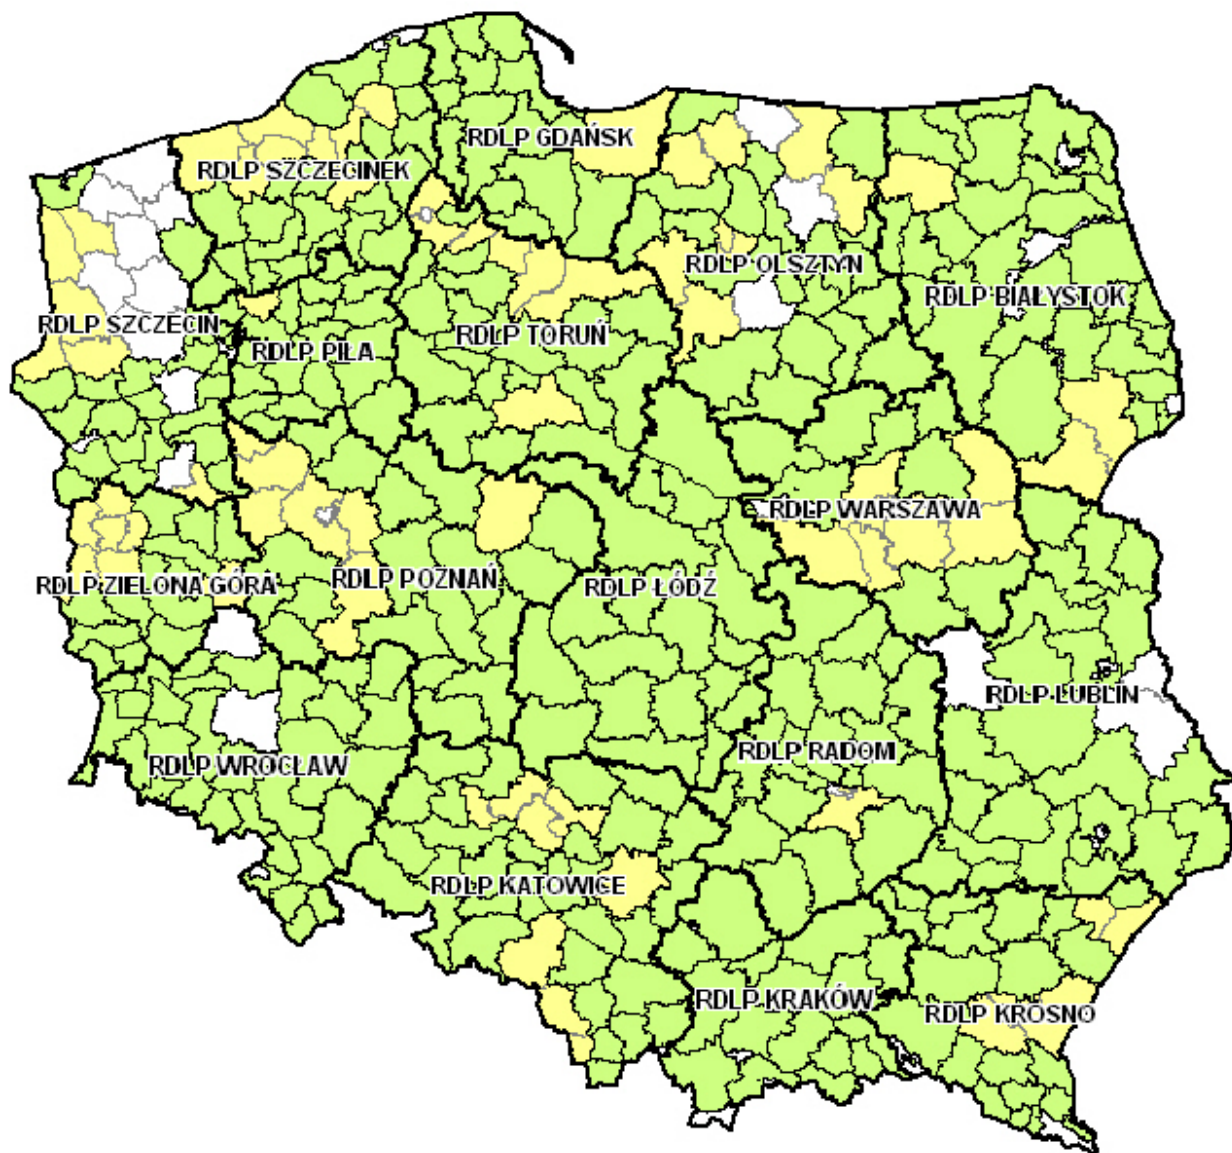 RDLP GDAŃSK
RDLP SZCZECINEK
RDLP OLSZTYN
RDLP BIAŁYSTOK
RDLP SZCZECIN
RDLP TORUŃ
RDLP PIŁA
RDLP WARSZAWA
RDLP ZIELONA GÓRA
RDLP POZNAŃ
RDLP ŁÓDŹ
RDLP LUBLIN
RDLP WROCŁAW
RDLP RADOM
RDLP KATOWICE
RDLP KRAKÓW
RDLP KROSNO